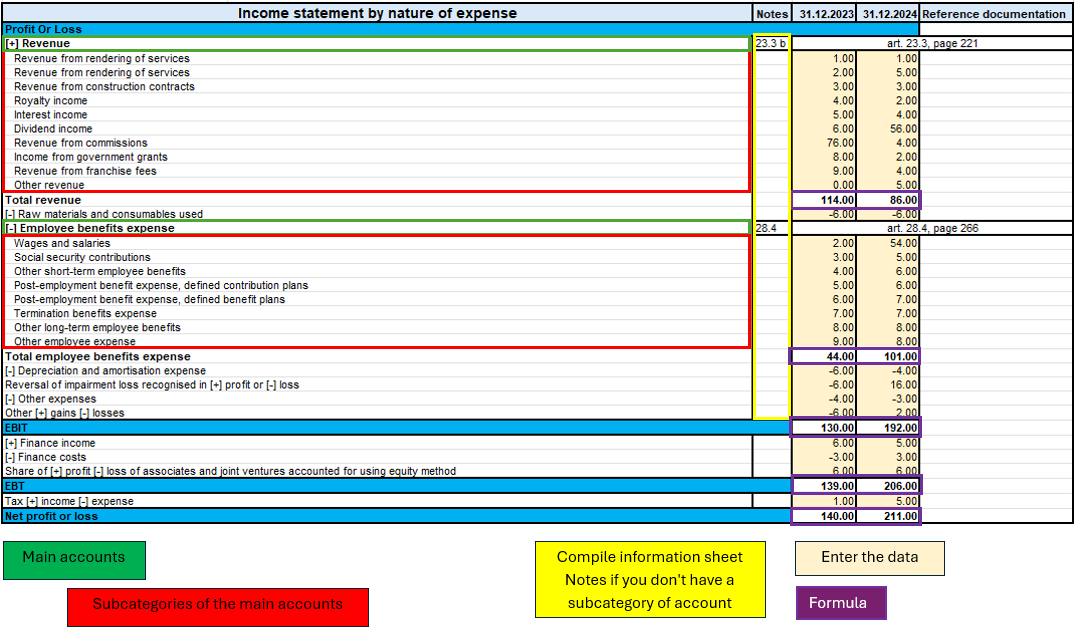 Income statement by nature of expense Notes 31.12.2023 31.12.2024 Reference documentation
Profit Or Loss
[+] Revenue 23.3 b art. 23.3, page 221
Revenue from rendering of services 1.00 1.00
Revenue from rendering of services 2.00 5.00
Revenue from construction contracts 3.00 3.00
Royalty income 4.00 2.00
Interest income 5.00 4.00
Dividend income 6.00 56.00
Revenue from commissions 76.00 4.00
Income from government grants 8.00 2.00
Revenue from franchise fees 9.00 4.00
Other revenue 0.00 5.00
Total revenue 114.00 86.00
[-] Raw materials and consumables used -6.00 -6.00
[-] Employee benefits expense 28.4 art. 28.4, page 266
Wages and salaries 2.00 54.00
Social security contributions 3.00 5.00
Other short-term employee benefits 4.00 6.00
Post-employment benefit expense, defined contribution plans 5.00 6.00
Post-employment benefit expense, defined benefit plans 6.00 7.00
Termination benefits expense 7.00 7.00
Other long-term employee benefits 8.00 8.00
Other employee expense 9.00 8.00
Total employee benefits expense 44.00 101.00
[-] Depreciation and amortisation expense -6.00 -4.00
Reversal of impairment loss recognised in [+] profit or [-] loss -6.00 16.00
[-] Other expenses -4.00 -3.00
Other [+] gains [-] losses -6.00 2.00
EBIT 130.00 192.00
[+] Finance income 6.00 5.00
[-] Finance costs -3.00 3.00
Share of [+] profit [-] loss of associates and joint ventures accounted for using equity method 6.00 6.00
EBT 139.00 206.00
Tax [+] income [-] expense 1.00 5.00
Net profit or loss 140.00 211.00
Main accounts
Subcategories of the main accounts
Compile information sheet
Notes if you don't have a
subcategory of account
Enter the data
Formula